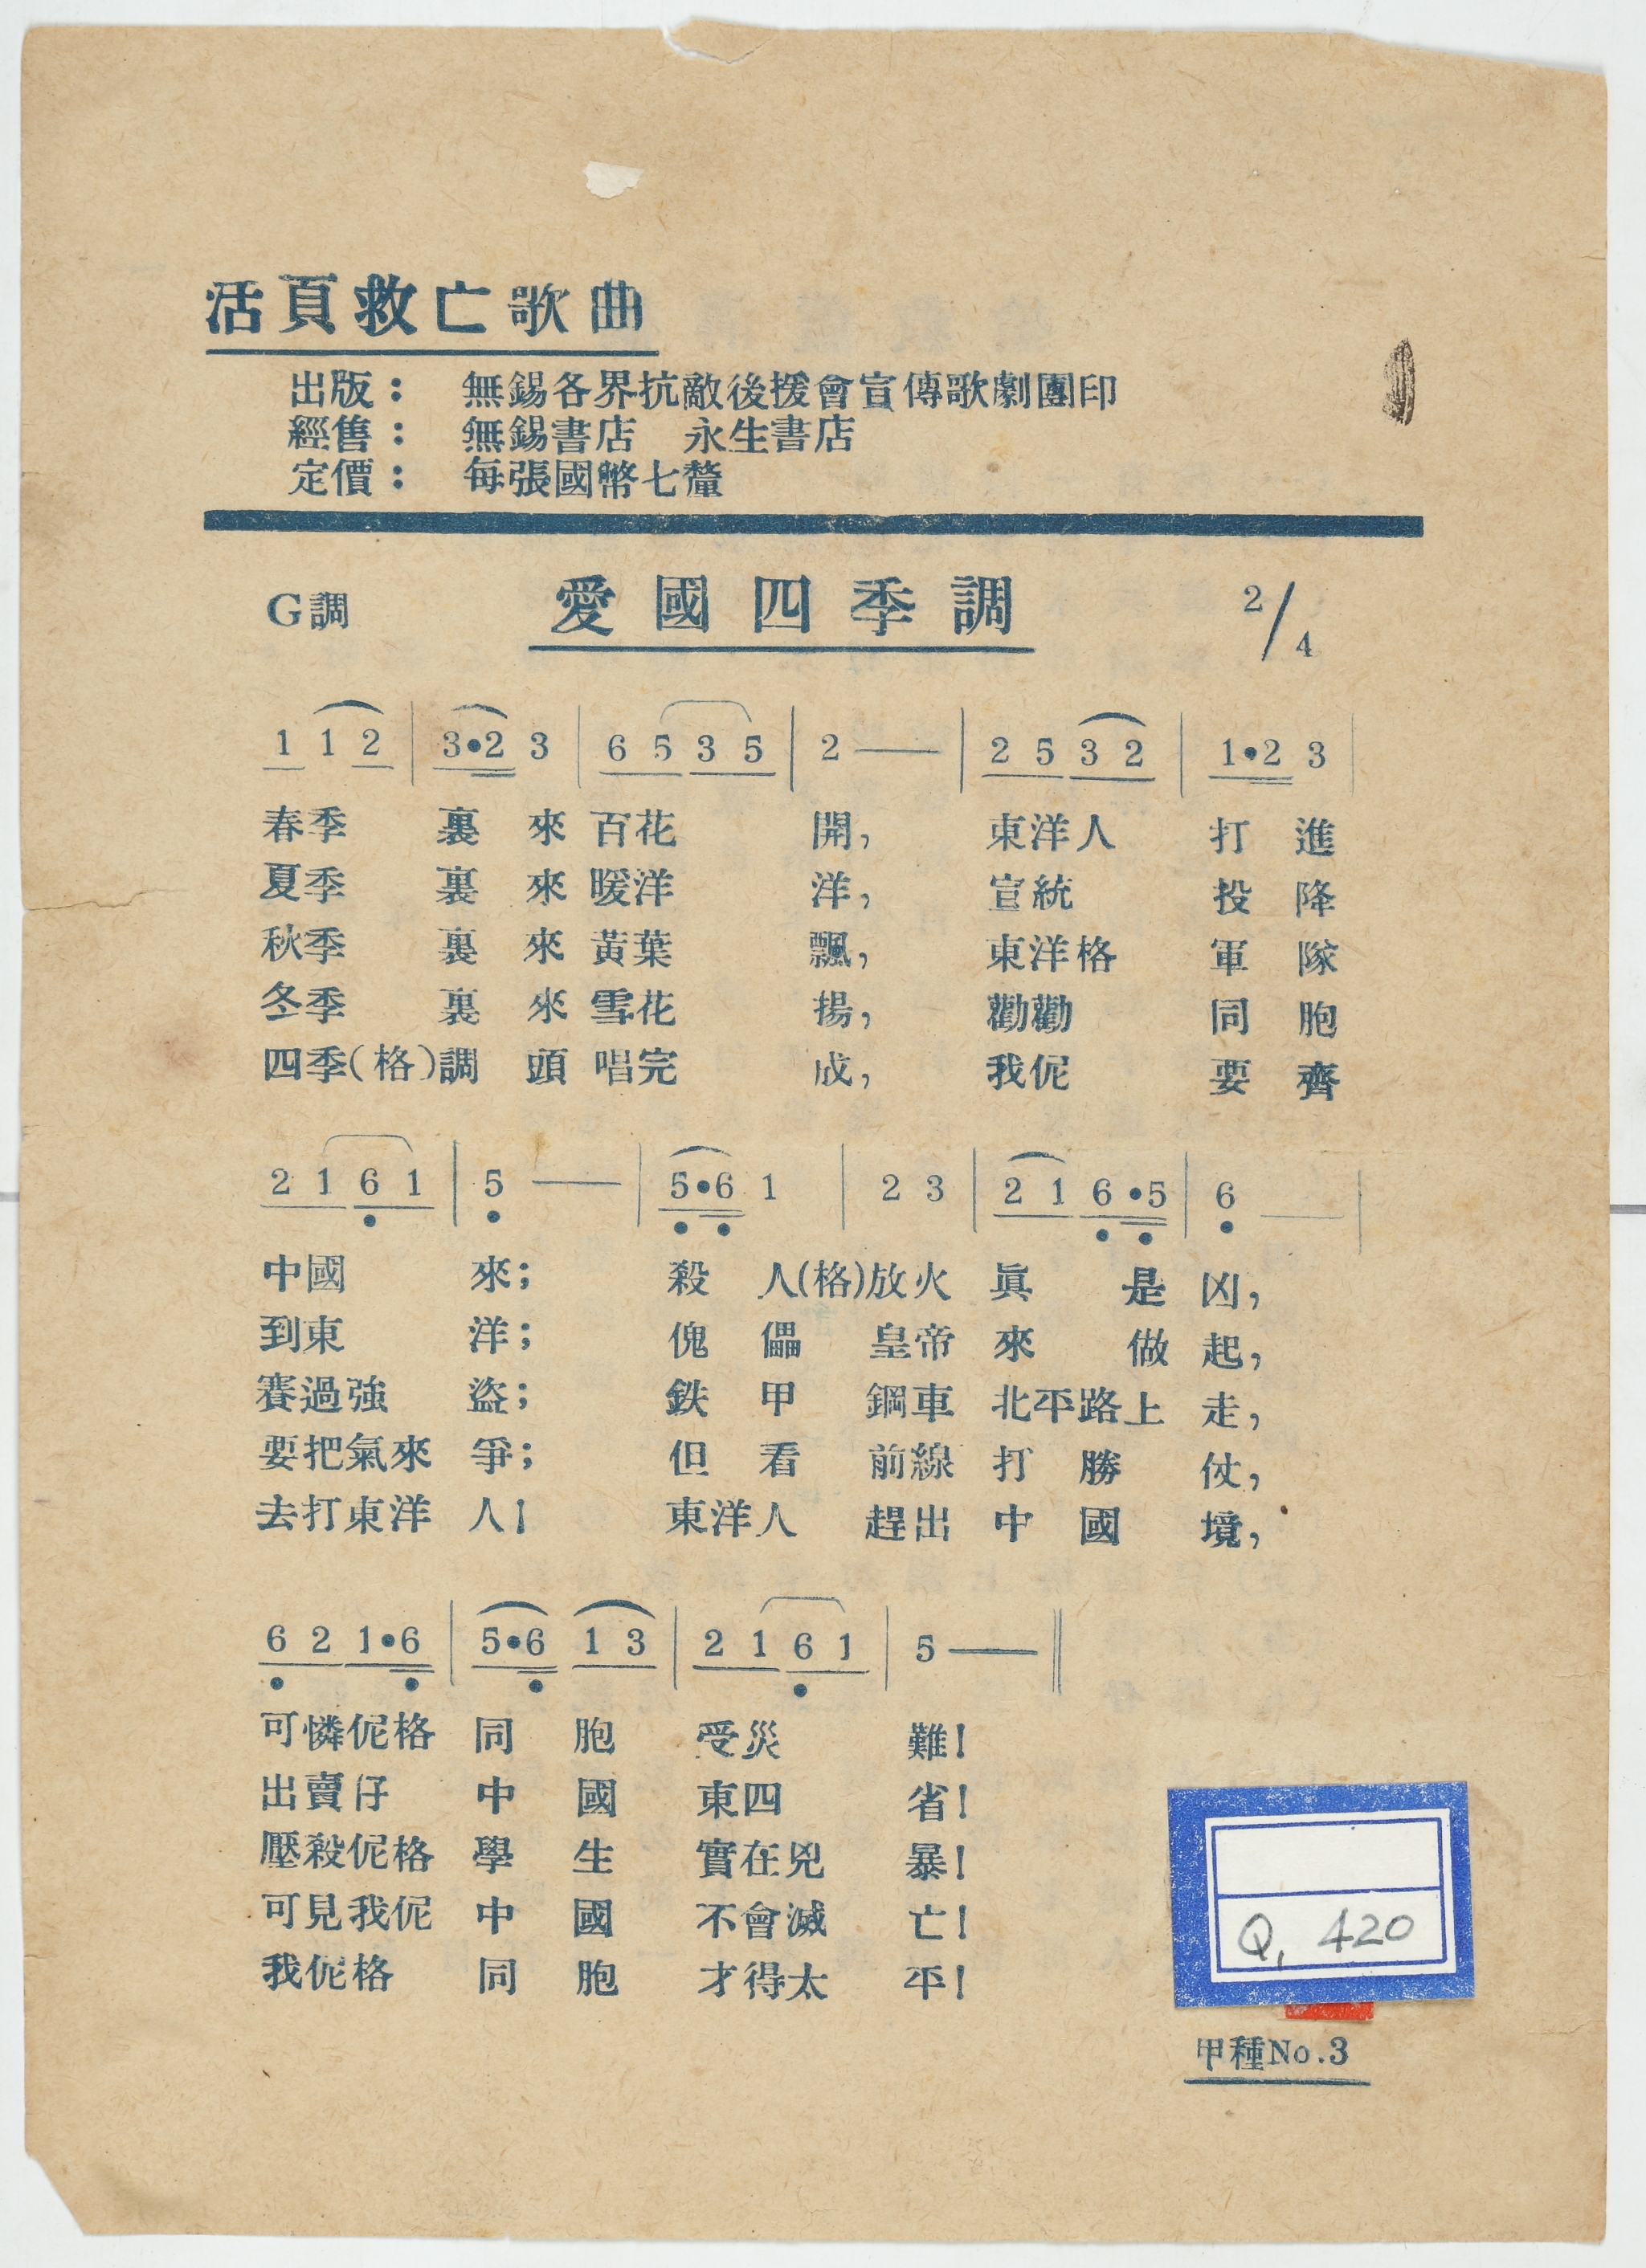 活頁救亡歌曲
出版： 無錫各界抗敵後援會宣傳歌劇團印
經售： 無錫書店 永生書店
定價： 每張國幣七釐
G調 愛國四季調 2/4
1 1 2 | 3•2 3 | 6 5 3 5 | 2 —— | 2 5 3 2 | 1•2 3 |
春季 裏 來 百花 開, 東洋人 打 進
夏季 裏 來 暖洋 洋, 宣統 投 降
秋季 裏 來 黃葉 飄, 東洋格 軍 隊
冬季 裏 來 雪花 揚, 勸勸 同 胞
四季(格)調 頭 唱完 成, 我伲 要 齊
2 1 6 1 | 5 —— | 5•6 1 | 2 3 | 2 1 6•5 | 6 —— |
中國 來; 殺 人(格)放火 眞 是 凶,
到東 洋; 傀 儡 皇帝 來 做 起,
賽過強 盜; 鉄 甲 鋼車 北平路上 走,
要把氣來 爭; 但 看 前線 打 勝 仗,
去打東洋 人! 東洋人 趕出 中 國 境,
6 2 1•6 | 5•6 1 3 | 2 1 6 1 | 5 —— ‖
可憐伲格 同 胞 受災 難!
出賣仔 中 國 東四 省!
壓殺伲格 學 生 實在兇 暴!
可見我伲 中 國 不會滅 亡!
我伲格 同 胞 才得太 平!
Q, 420
甲種No.3